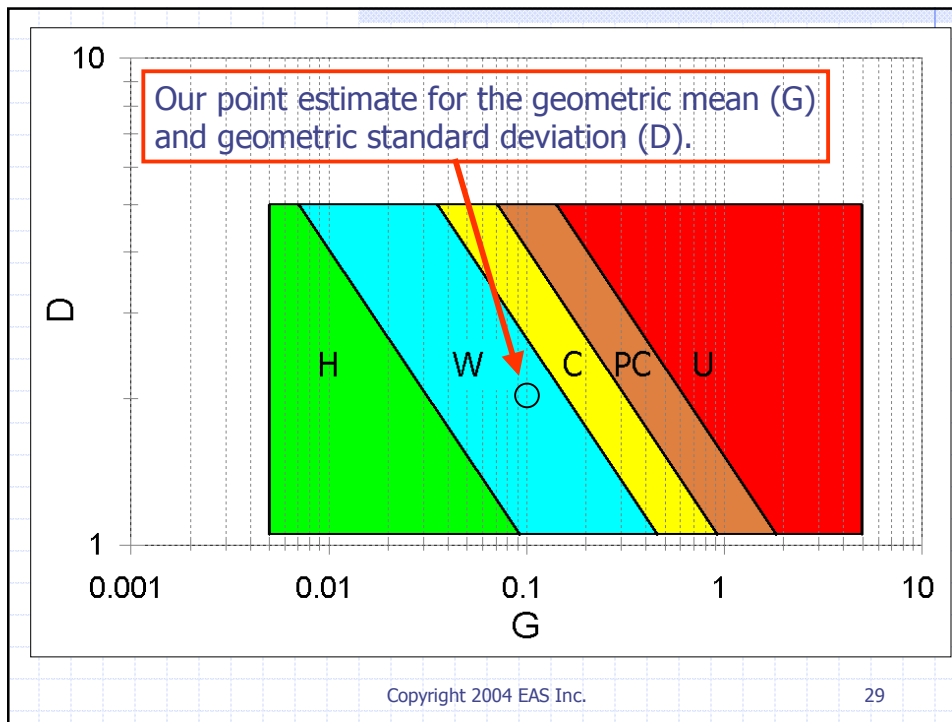 10
Our point estimate for the geometric mean (G)
and geometric standard deviation (D).
D
H W C PC U
1
0.001 0.01 0.1 1 10
G
Copyright 2004 EAS Inc. 29